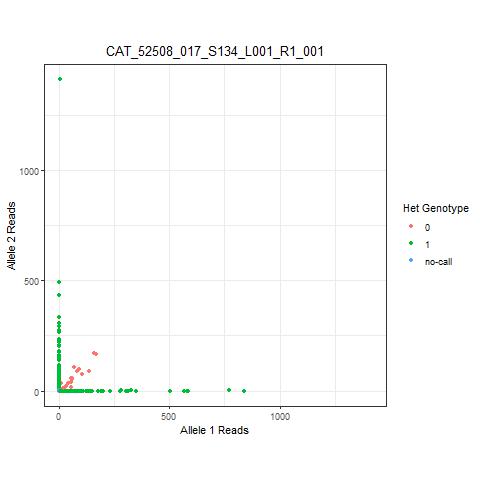 CAT_52508_017_S134_L001_R1_001
Allele 2 Reads
1000
500
0
0
500
1000
Allele 1 Reads
Het Genotype
0
1
no-call